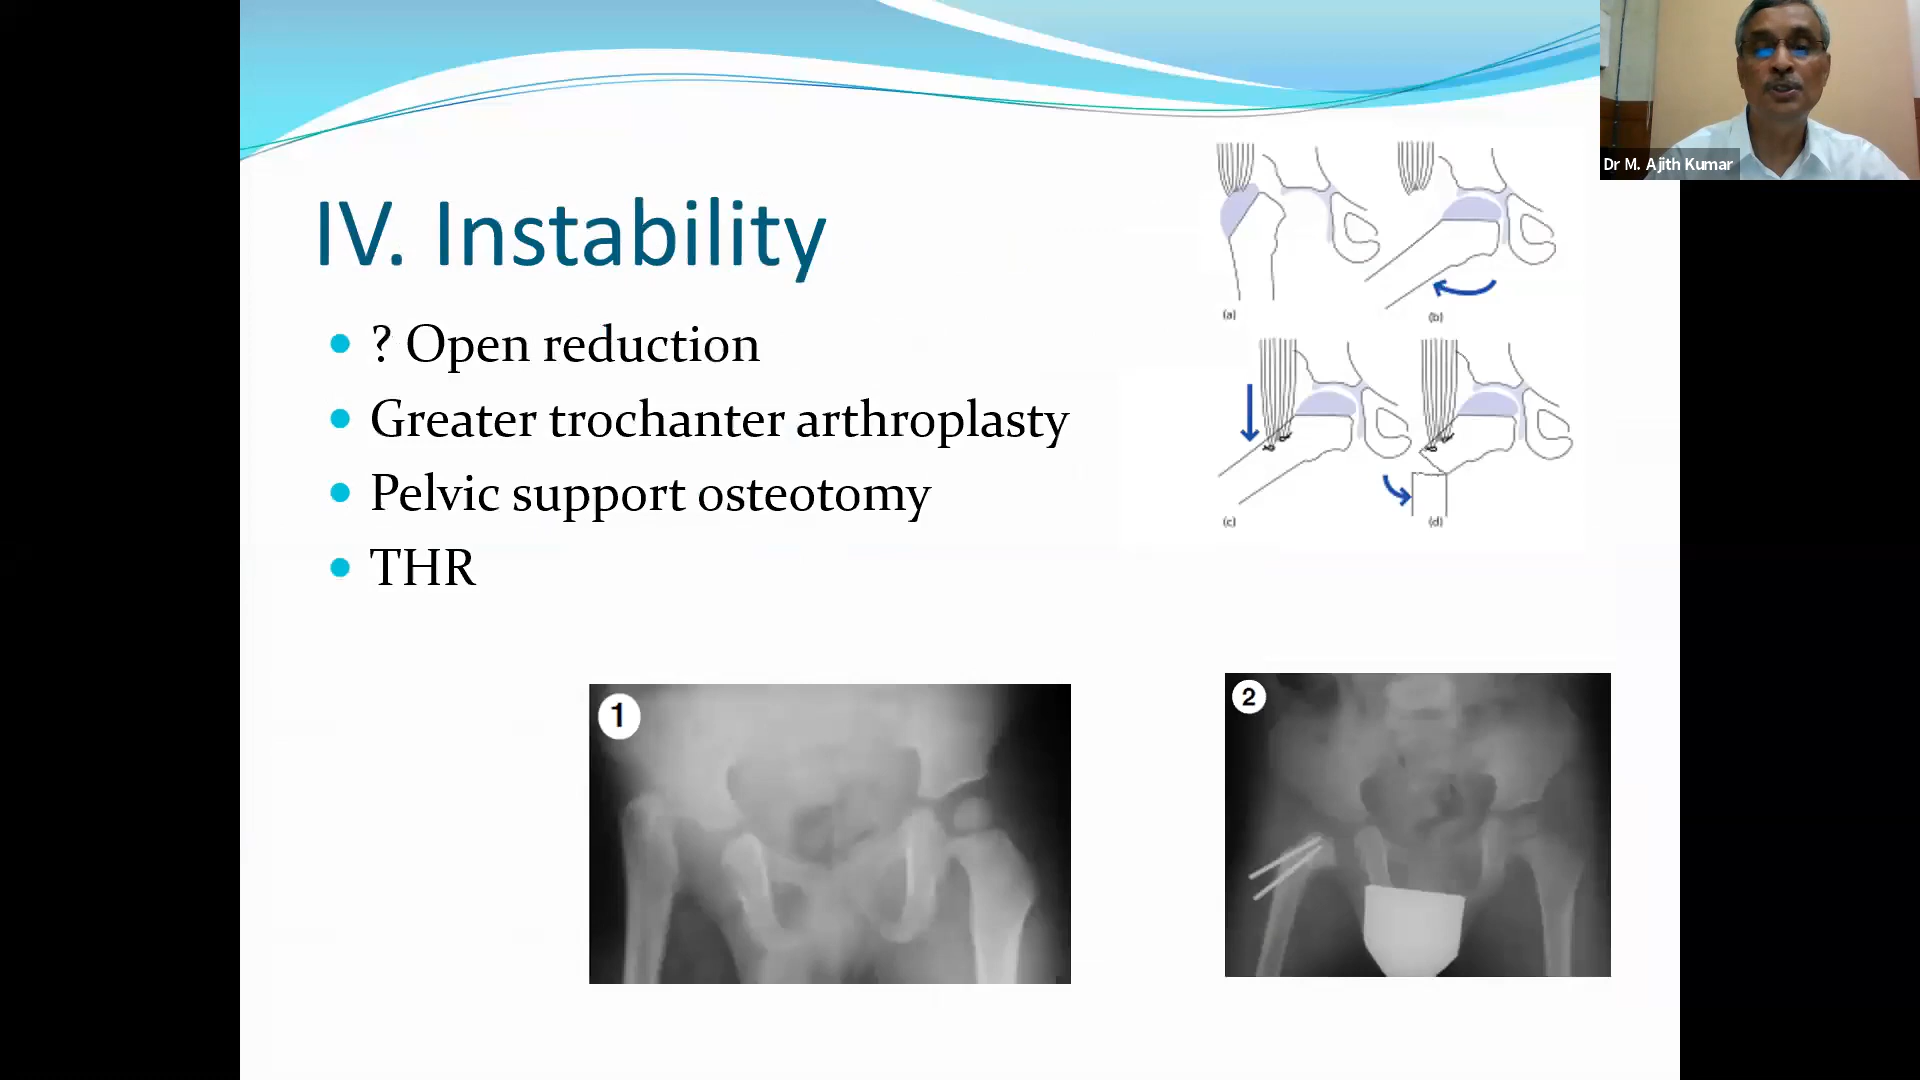 Dr M. Ajith Kumar
IV. Instability
? Open reduction
Greater trochanter arthroplasty
Pelvic support osteotomy
THR
(a)
(b)
(c)
(d)
1
2